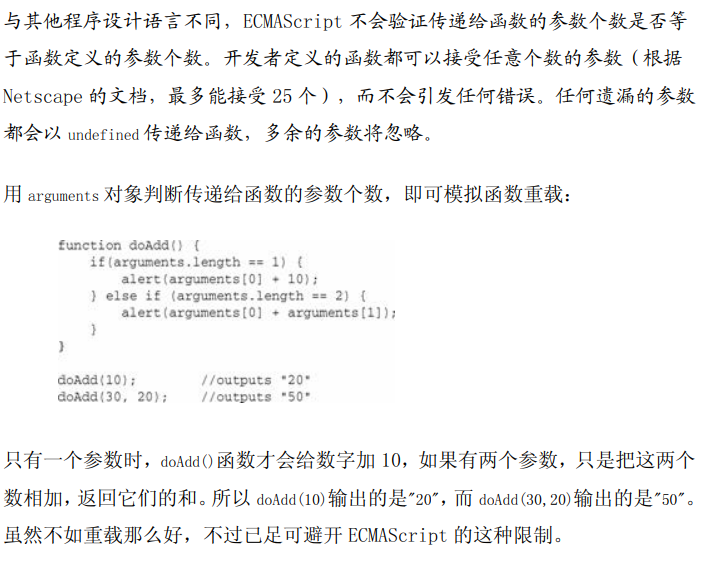 与其他程序设计语言不同，ECMAScript 不会验证传递给函数的参数个数是否等
于函数定义的参数个数。开发者定义的函数都可以接受任意个数的参数（根据
Netscape 的文档，最多能接受 25 个），而不会引发任何错误。任何遗漏的参数
都会以 undefined 传递给函数，多余的参数将忽略。
用 arguments 对象判断传递给函数的参数个数，即可模拟函数重载：
function doAdd() {
    if(arguments.length == 1) {
        alert(arguments[0] + 10);
    } else if (arguments.length == 2) {
        alert(arguments[0] + arguments[1]);
    }
}
doAdd(10);        //outputs "20"
doAdd(30, 20);    //outputs "50"
只有一个参数时，doAdd()函数才会给数字加 10，如果有两个参数，只是把这两个
数相加，返回它们的和。所以 doAdd(10)输出的是"20"，而 doAdd(30,20)输出的是"50"。
虽然不如重载那么好，不过已足可避开 ECMAScript 的这种限制。